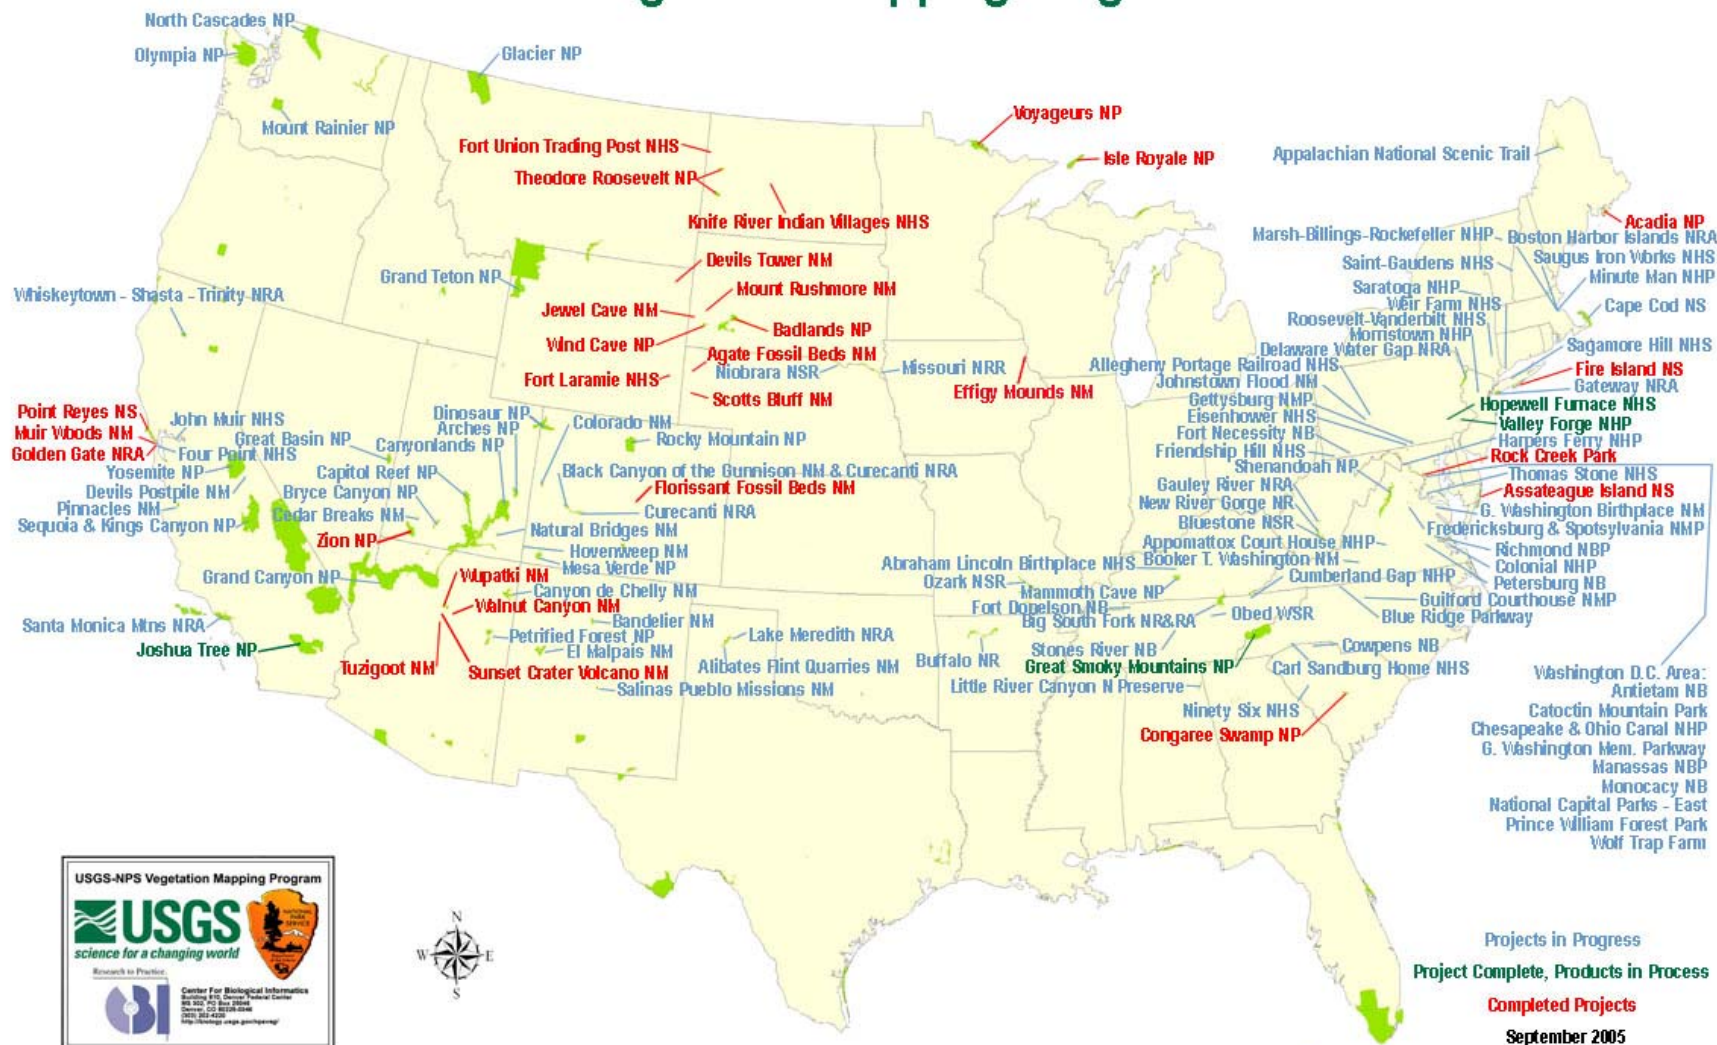 North Cascades NP
Olympia NP
Glacier NP
Mount Rainier NP
Voyageurs NP
Fort Union Trading Post NHS
Isle Royale NP
Appalachian National Scenic Trail
Theodore Roosevelt NP
Knife River Indian Villages NHS
Acadia NP
Marsh-Billings-Rockefeller NHP
Boston Harbor Islands NRA
Saugus Iron Works NHS
Saint-Gaudens NHS
Minute Man NHP
Devils Tower NM
Grand Teton NP
Whiskeytown - Shasta - Trinity NRA
Mount Rushmore NM
Saratoga NHP
Weir Farm NHS
Cape Cod NS
Jewel Cave NM
Roosevelt-Vanderbilt NHS
Badlands NP
Morristown NHP
Wind Cave NP
Delaware Water Gap NRA
Sagamore Hill NHS
Agate Fossil Beds NM
Allegheny Portage Railroad NHS
Fire Island NS
Niobrara NSR
Missouri NRR
Fort Laramie NHS
Johnstown Flood NM
Gateway NRA
Effigy Mounds NM
Scotts Bluff NM
Gettysburg NMP
Hopewell Furnace NHS
Point Reyes NS
John Muir NHS
Dinosaur NP
Colorado NM
Eisenhower NHS
Valley Forge NHP
Muir Woods NM
Arches NP
Great Basin NP
Canyonlands NP
Rocky Mountain NP
Fort Necessity NB
Harpers Ferry NHP
Golden Gate NRA
Four Point NHS
Friendship Hill NHS
Rock Creek Park
Yosemite NP
Capitol Reef NP
Black Canyon of the Gunnison NM & Curecanti NRA
Shenandoah NP
Thomas Stone NHS
Devils Postpile NM
Bryce Canyon NP
Florissant Fossil Beds NM
Gauley River NRA
Assateague Island NS
Pinnacles NM
Cedar Breaks NM
Curecanti NRA
New River Gorge NR
G. Washington Birthplace NM
Sequoia & Kings Canyon NP
Bluestone NSR
Fredericksburg & Spotsylvania NMP
Zion NP
Natural Bridges NM
Appomattox Court House NHP
Richmond NBP
Hovenweep NM
Abraham Lincoln Birthplace NHS
Booker T. Washington NM
Colonial NHP
Mesa Verde NP
Grand Canyon NP
Wupatki NM
Ozark NSR
Cumberland Gap NHP
Petersburg NB
Canyon de Chelly NM
Mammoth Cave NP
Guilford Courthouse NMP
Walnut Canyon NM
Fort Donelson NB
Obed WSR
Blue Ridge Parkway
Santa Monica Mtns NRA
Bandelier NM
Big South Fork NR&RA
Petrified Forest NP
Lake Meredith NRA
Joshua Tree NP
El Malpais NM
Stones River NB
Cowpens NB
Tuzigoot NM
Sunset Crater Volcano NM
Alibates Flint Quarries NM
Buffalo NR
Great Smoky Mountains NP
Carl Sandburg Home NHS
Salinas Pueblo Missions NM
Little River Canyon N Preserve
Ninety Six NHS
Congaree Swamp NP
Washington D.C. Area:
Antietam NB
Catoctin Mountain Park
Chesapeake & Ohio Canal NHP
G. Washington Mem. Parkway
Manassas NBP
Monocacy NB
National Capital Parks - East
Prince William Forest Park
Wolf Trap Farm
USGS-NPS Vegetation Mapping Program
USGS
science for a changing world
NATIONAL
PARK
SERVICE
Research to Practice.
CBI
Center For Biological Informatics
Building 810, Denver Federal Center
Denver, CO
N
W E
S
Projects in Progress
Project Complete, Products in Process
Completed Projects
September 2005